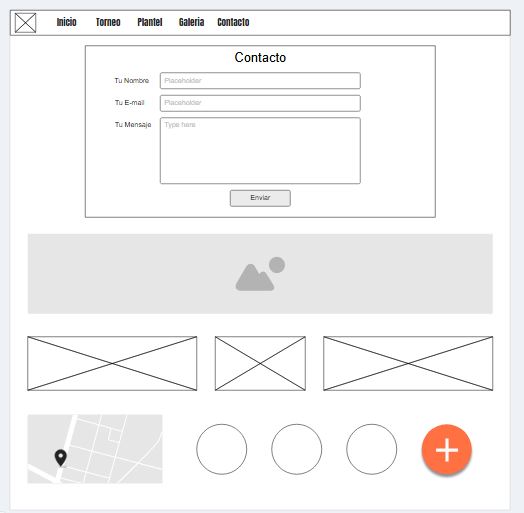 Inicio Torneo Plantel Galeria Contacto
Contacto
Tu Nombre Placeholder
Tu E-mail Placeholder
Tu Mensaje Type here
Enviar